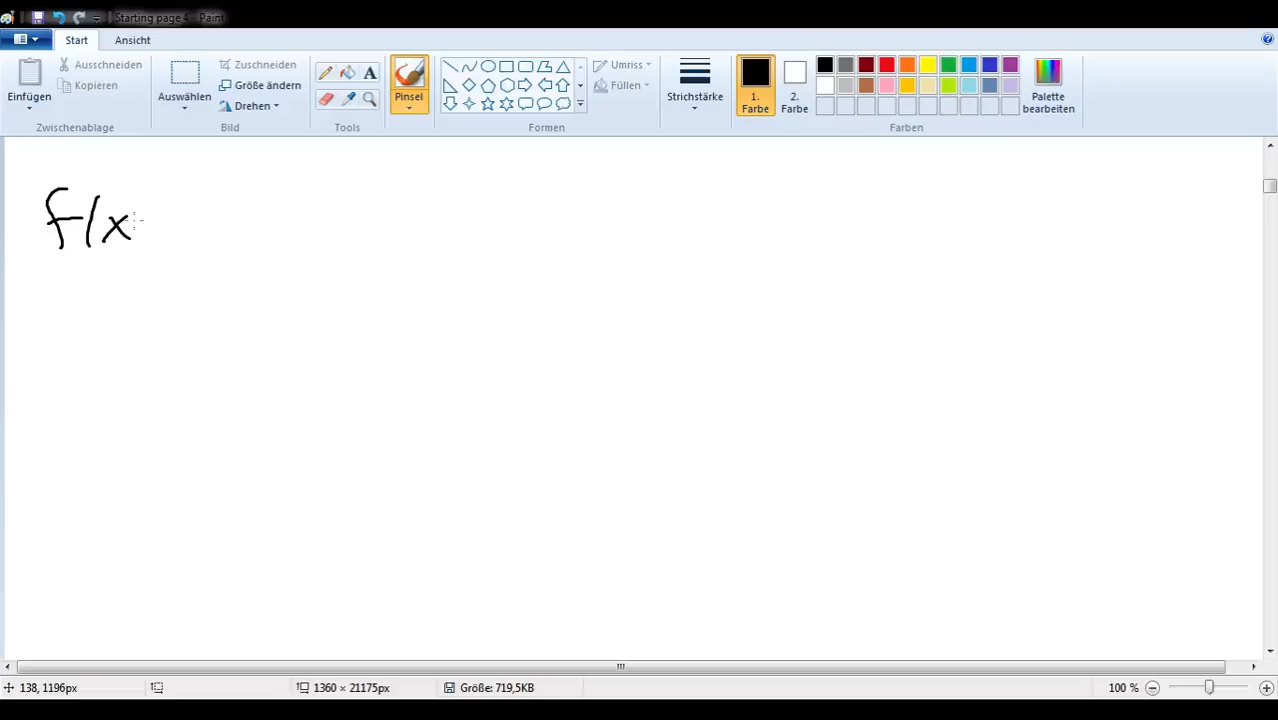 Starting page 4 - Paint
Start Ansicht
Einfügen
Ausschneiden
Kopieren
Zwischenablage
Auswählen
Zuschneiden
Größe ändern
Drehen
Bild
A
Tools
Pinsel
Formen
Umriss
Füllen
Strichstärke
1. Farbe
2. Farbe
Palette bearbeiten
Farben
f(x
138, 1196px 1360 × 21175px Größe: 719,5KB 100 %